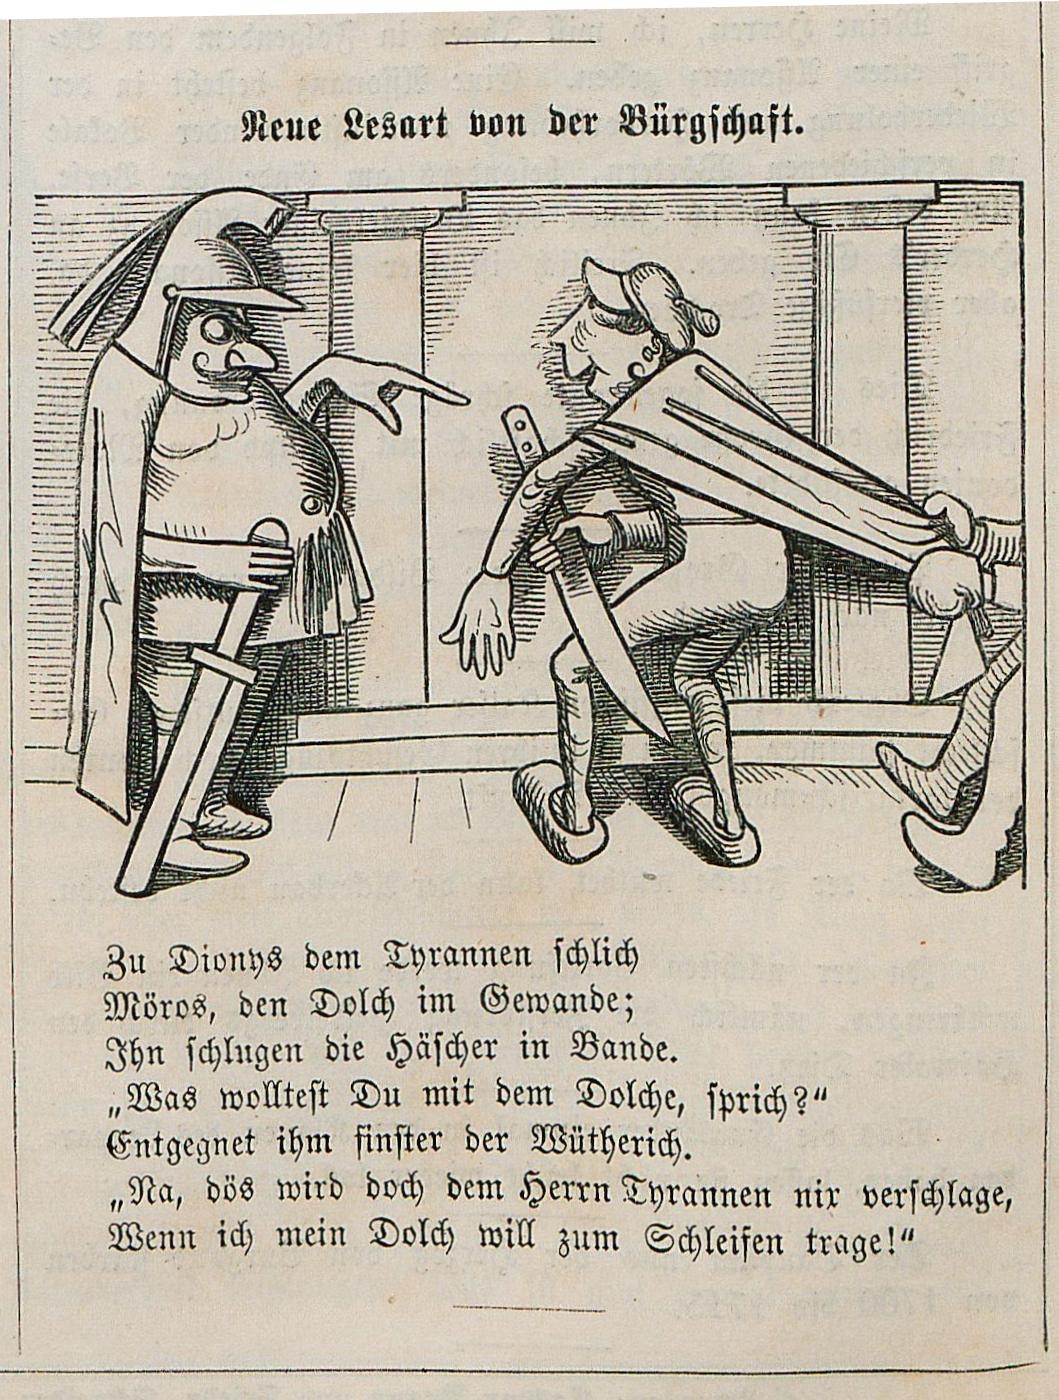 Neue Lesart von der Bürgschaft.
Zu Dionys dem Tyrannen schlich
Möros, den Dolch im Gewande;
Ihn schlugen die Häscher in Bande.
„Was wolltest Du mit dem Dolche, sprich?“
Entgegnet ihm finster der Wütherich.
„Na, dös wird doch dem Herrn Tyrannen nix verschlage,
Wenn ich mein Dolch will zum Schleifen trage!“